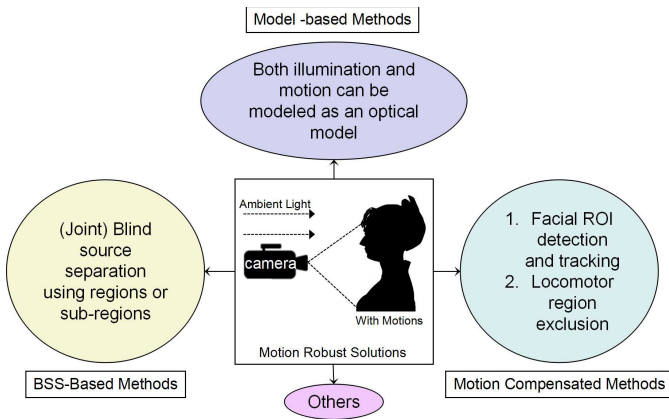 Model -based Methods
Both illumination and
motion can be
modeled as an optical
model
(Joint) Blind
source
separation
using regions or
sub-regions
BSS-Based Methods
Ambient Light
camera
With Motions
Motion Robust Solutions
1. Facial ROI
detection
and tracking
2. Locomotor
region
exclusion
Motion Compensated Methods
Others